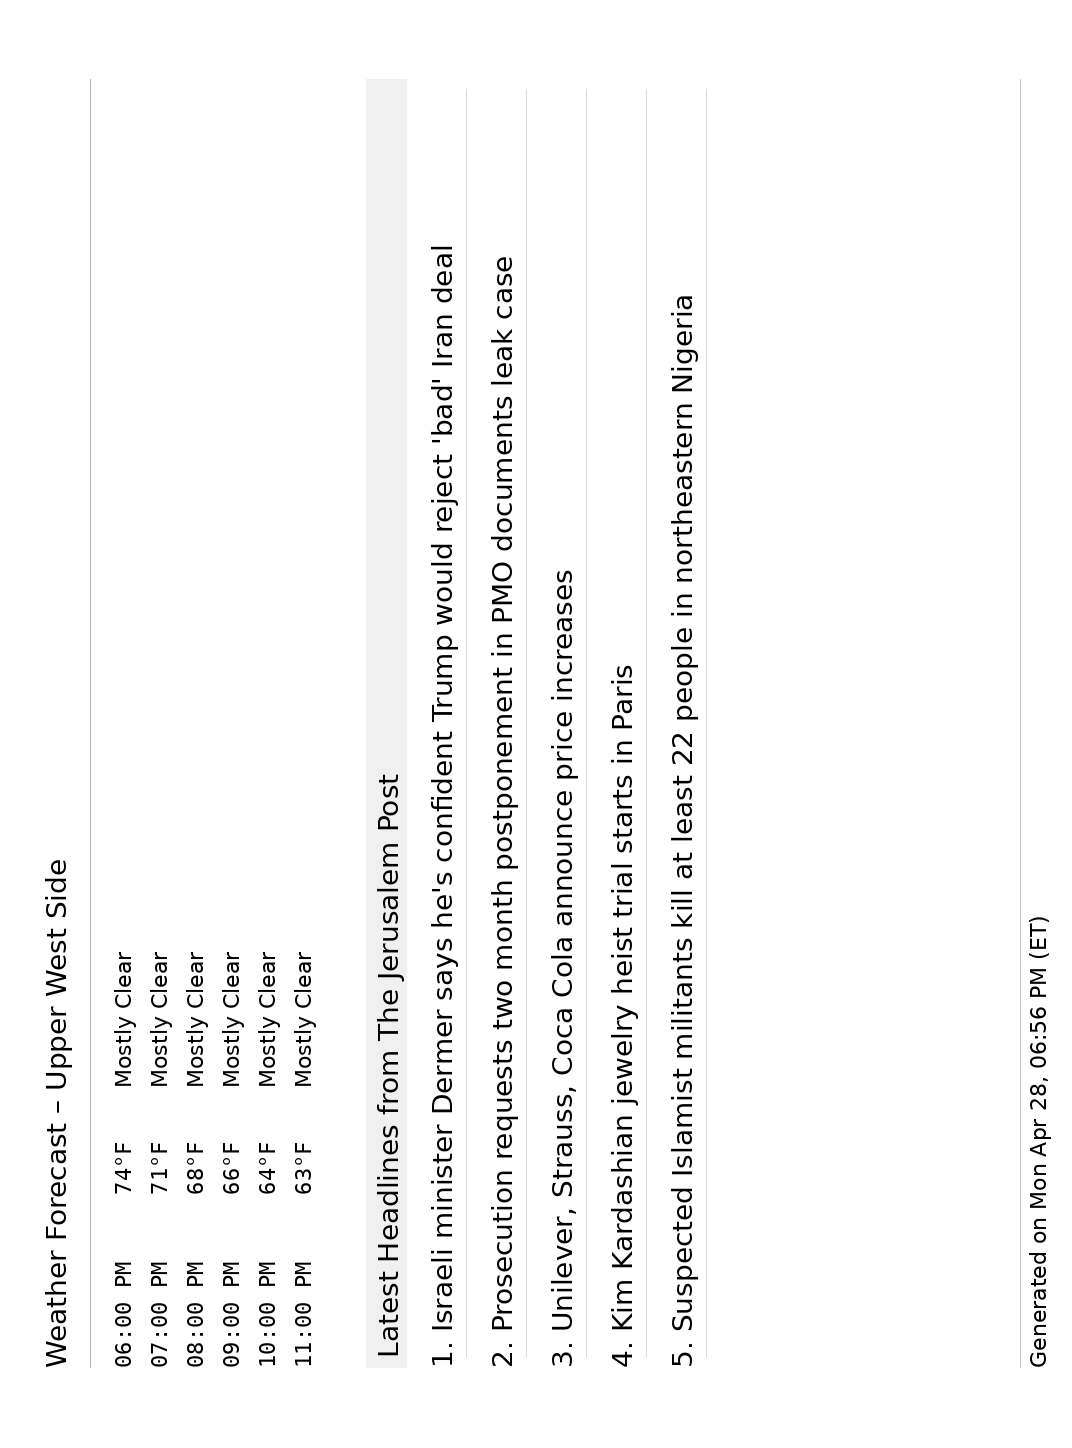 Weather Forecast – Upper West Side
06:00 PM 74°F Mostly Clear
07:00 PM 71°F Mostly Clear
08:00 PM 68°F Mostly Clear
09:00 PM 66°F Mostly Clear
10:00 PM 64°F Mostly Clear
11:00 PM 63°F Mostly Clear
Latest Headlines from The Jerusalem Post
1. Israeli minister Dermer says he's confident Trump would reject 'bad' Iran deal
2. Prosecution requests two month postponement in PMO documents leak case
3. Unilever, Strauss, Coca Cola announce price increases
4. Kim Kardashian jewelry heist trial starts in Paris
5. Suspected Islamist militants kill at least 22 people in northeastern Nigeria
Generated on Mon Apr 28, 06:56 PM (ET)